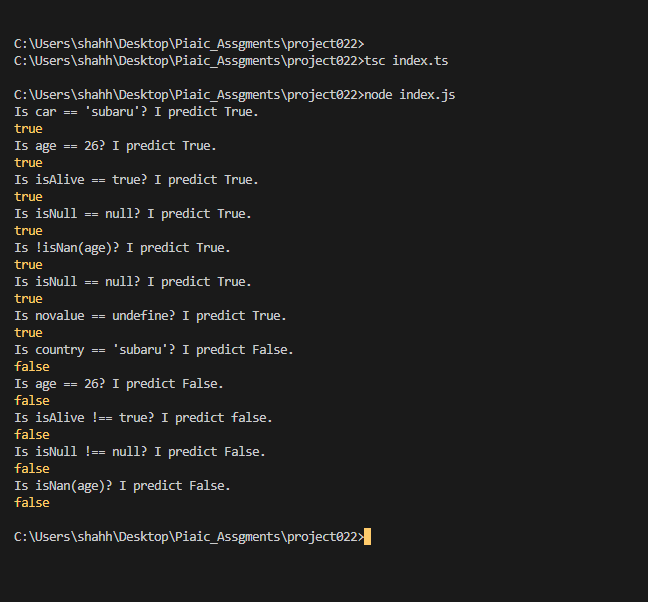 C:\Users\shahh\Desktop\Piaic_Assgments\project022>
C:\Users\shahh\Desktop\Piaic_Assgments\project022>tsc index.ts
C:\Users\shahh\Desktop\Piaic_Assgments\project022>node index.js
Is car == 'subaru'? I predict True.
true
Is age == 26? I predict True.
true
Is isAlive == true? I predict True.
true
Is isNull == null? I predict True.
true
Is !isNan(age)? I predict True.
true
Is isNull == null? I predict True.
true
Is novalue == undefine? I predict True.
true
Is country == 'subaru'? I predict False.
false
Is age == 26? I predict False.
false
Is isAlive !== true? I predict false.
false
Is isNull !== null? I predict False.
false
Is isNan(age)? I predict False.
false
C:\Users\shahh\Desktop\Piaic_Assgments\project022>